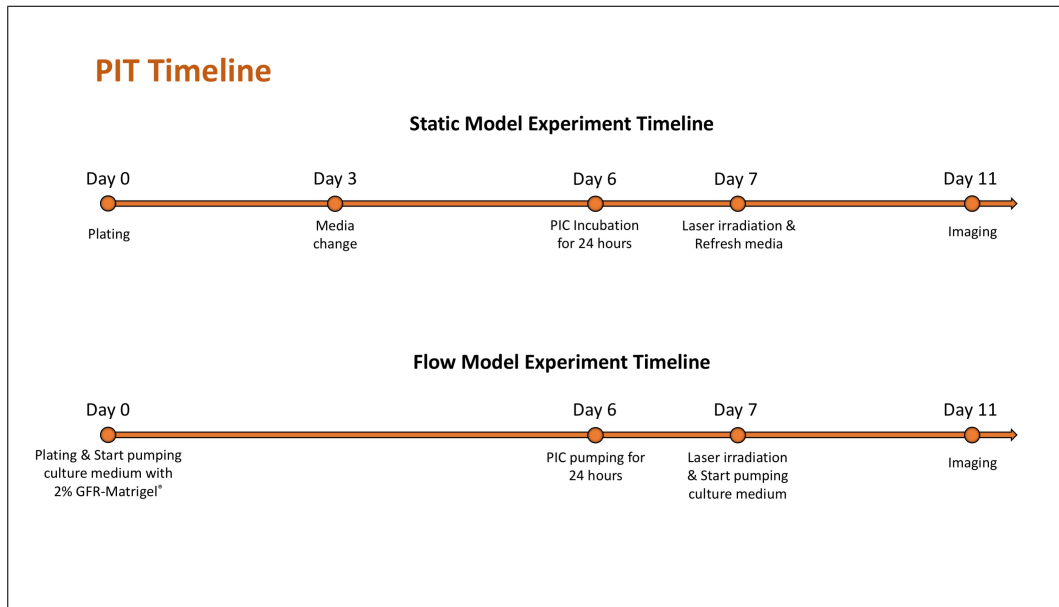 PIT Timeline
Static Model Experiment Timeline
Day 0
Day 3
Day 6
Day 7
Day 11
Plating
Media
change
PIC Incubation
for 24 hours
Laser irradiation &
Refresh media
Imaging
Flow Model Experiment Timeline
Day 0
Day 6
Day 7
Day 11
Plating & Start pumping
culture medium with
2% GFR-Matrigel®
PIC pumping for
24 hours
Laser irradiation
& Start pumping
culture medium
Imaging